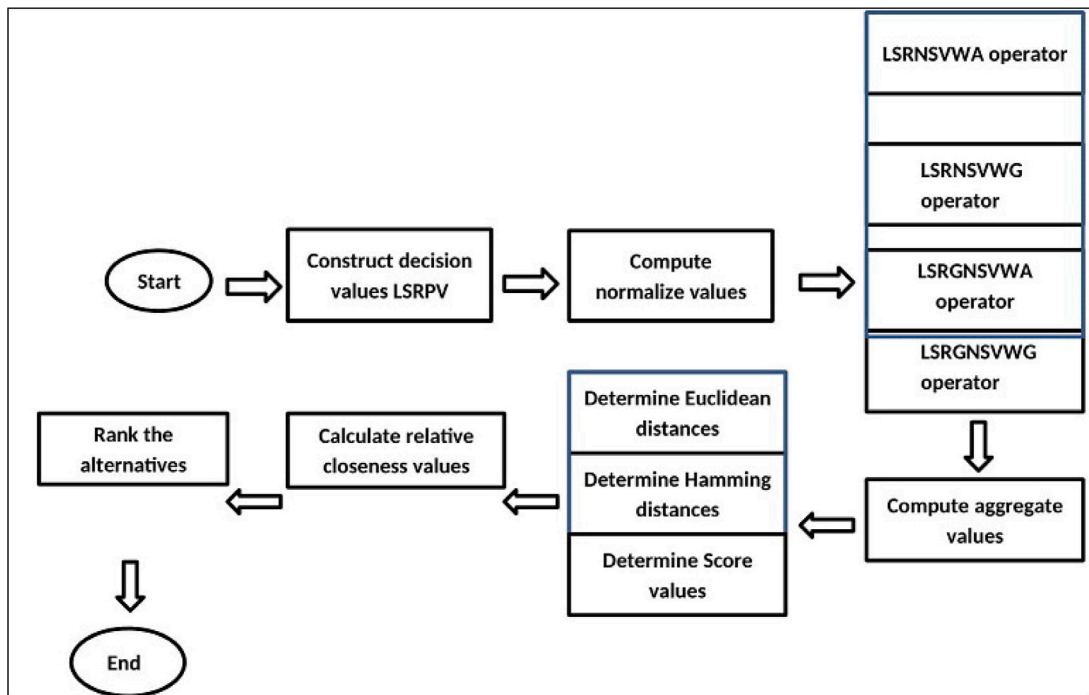 Start
Construct decision
values LSRPV
Compute
normalize values
LSRNSVWA operator
LSRNSVWG
operator
LSRGNSVWA
operator
LSRGNSVWG
operator
Compute aggregate
values
Determine Euclidean
distances
Determine Hamming
distances
Determine Score
values
Calculate relative
closeness values
Rank the
alternatives
End